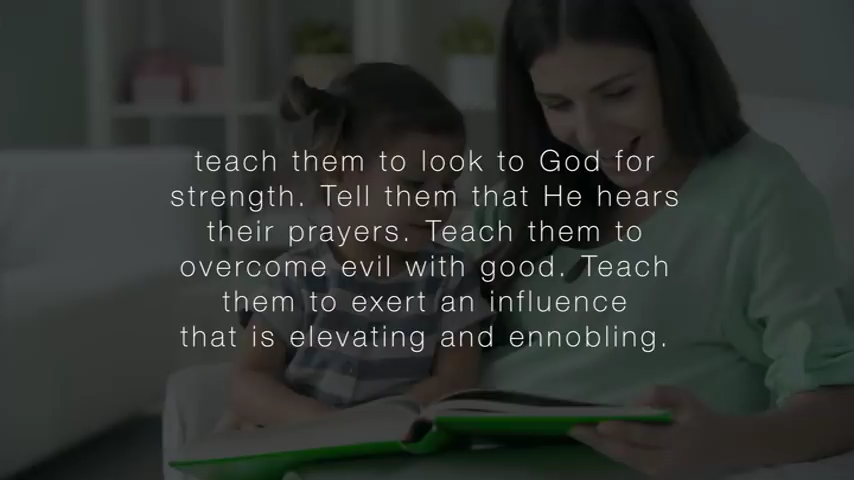 teach them to look to God for
strength. Tell them that He hears
their prayers. Teach them to
overcome evil with good. Teach
them to exert an influence
that is elevating and ennobling.